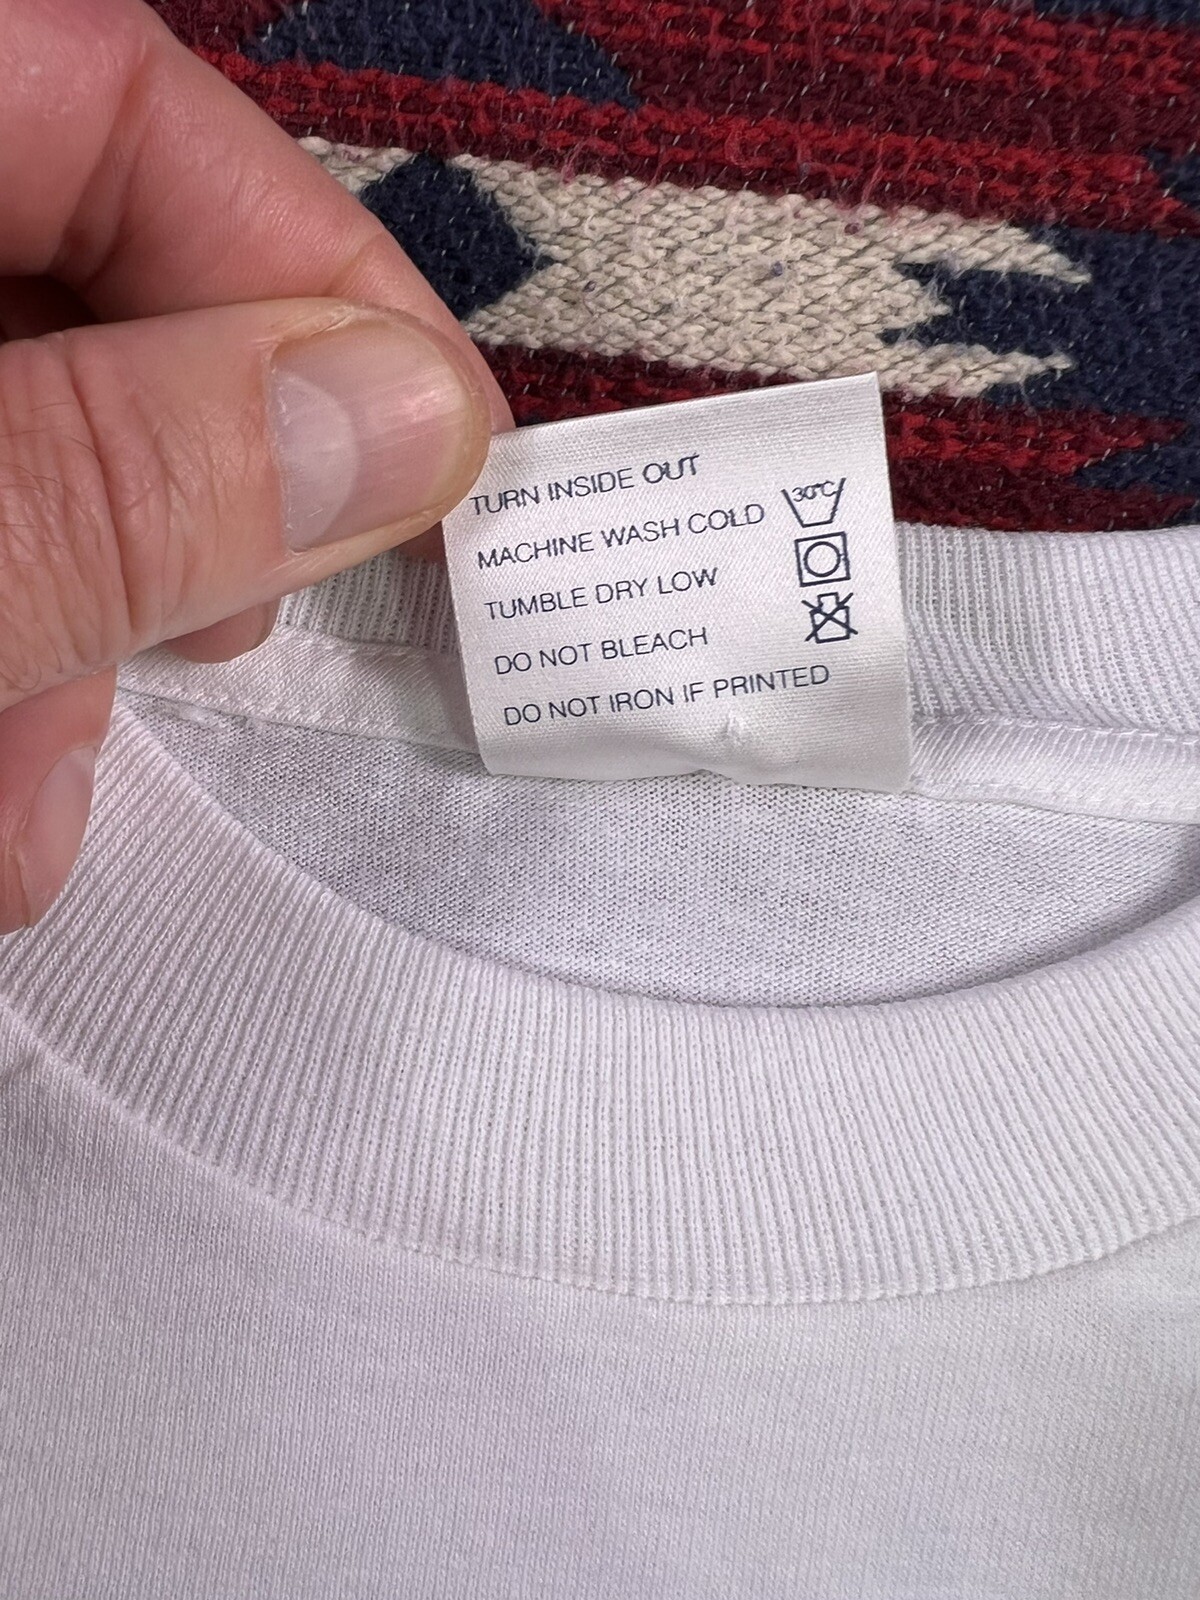 TURN INSIDE OUT
MACHINE WASH COLD 30°C
TUMBLE DRY LOW
DO NOT BLEACH
DO NOT IRON IF PRINTED